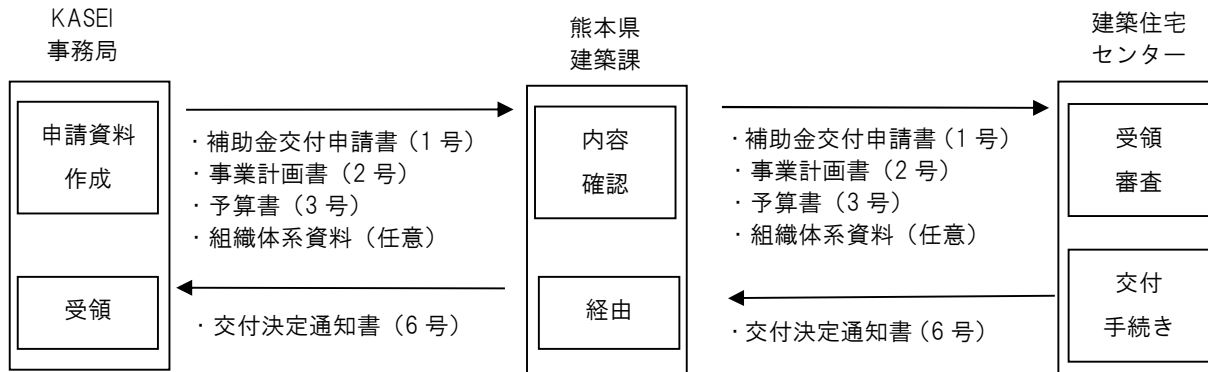 KASEI
事務局
熊本県
建築課
建築住宅
センター
申請資料
作成
・補助金交付申請書(1号)
・事業計画書(2号)
・予算書(3号)
・組織体系資料(任意)
内容
確認
・補助金交付申請書(1号)
・事業計画書(2号)
・予算書(3号)
・組織体系資料(任意)
受領
審査
受領
・交付決定通知書(6号)
経由
・交付決定通知書(6号)
交付
手続き